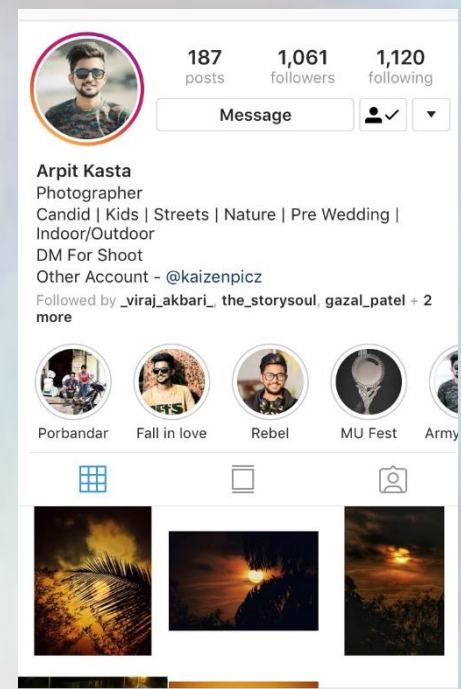 187 1,061 1,120
posts followers following
Message
Arpit Kasta
Photographer
Candid | Kids | Streets | Nature | Pre Wedding |
Indoor/Outdoor
DM For Shoot
Other Account - @kaizenpicz
Followed by _viraj_akbari_, the_storysoul, gazal_patel + 2
more
Porbandar Fall in love Rebel MU Fest Army